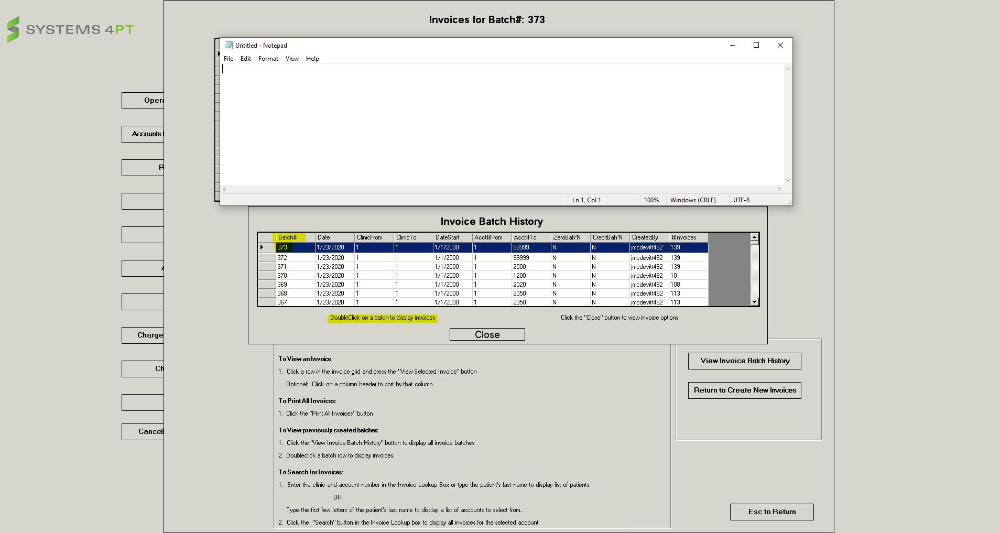 SYSTEMS 4PT
Invoices for Batch#: 373
Untitled - Notepad
File Edit Format View Help
Ln 1, Col 1 100% Windows (CRLF) UTF-8
Opera
Accounts
R
Charge
Ch
Cancell
Invoice Batch History
Batch# Date ClinicFrom ClinicTo DateStart Acct#From Acct#To ZeroBalYN CreditBalYN CreatedBy #Invoices
373 1/23/2020 1 1 1/1/2000 1 99999 N N jmcdevitt492 139
372 1/23/2020 1 1 1/1/2000 1 99999 N N jmcdevitt492 139
371 1/23/2020 1 1 1/1/2000 1 2500 N N jmcdevitt492 139
370 1/23/2020 1 1 1/1/2000 1 1200 N N jmcdevitt492 10
369 1/23/2020 1 1 1/1/2000 1 2020 N N jmcdevitt492 108
368 1/23/2020 1 1 1/1/2000 1 2050 N N jmcdevitt492 113
367 1/23/2020 1 1 1/1/2000 1 2050 N N jmcdevitt492 113
DoubleClick on a batch to display invoices
Click the "Close" button to view invoice options
Close
To View an Invoice
1. Click a row in the invoice grid and press the "View Selected Invoice" button
Optional: Click on a column header to sort by that column
To Print All Invoices:
1. Click the "Print All Invoices" button
To View previously created batches:
1. Click the "View Invoice Batch History" button to display all invoice batches
2. Doubleclick a batch row to display invoices.
To Search for Invoices:
1. Enter the clinic and account number in the Invoice Lookup Box or type the patient's last name to display list of patients.
OR
Type the first few letters of the patient's last name to display a list of accounts to select from..
2. Click the "Search" button in the Invoice Lookup box to display all invoices for the selected account
View Invoice Batch History
Return to Create New Invoices
Esc to Return